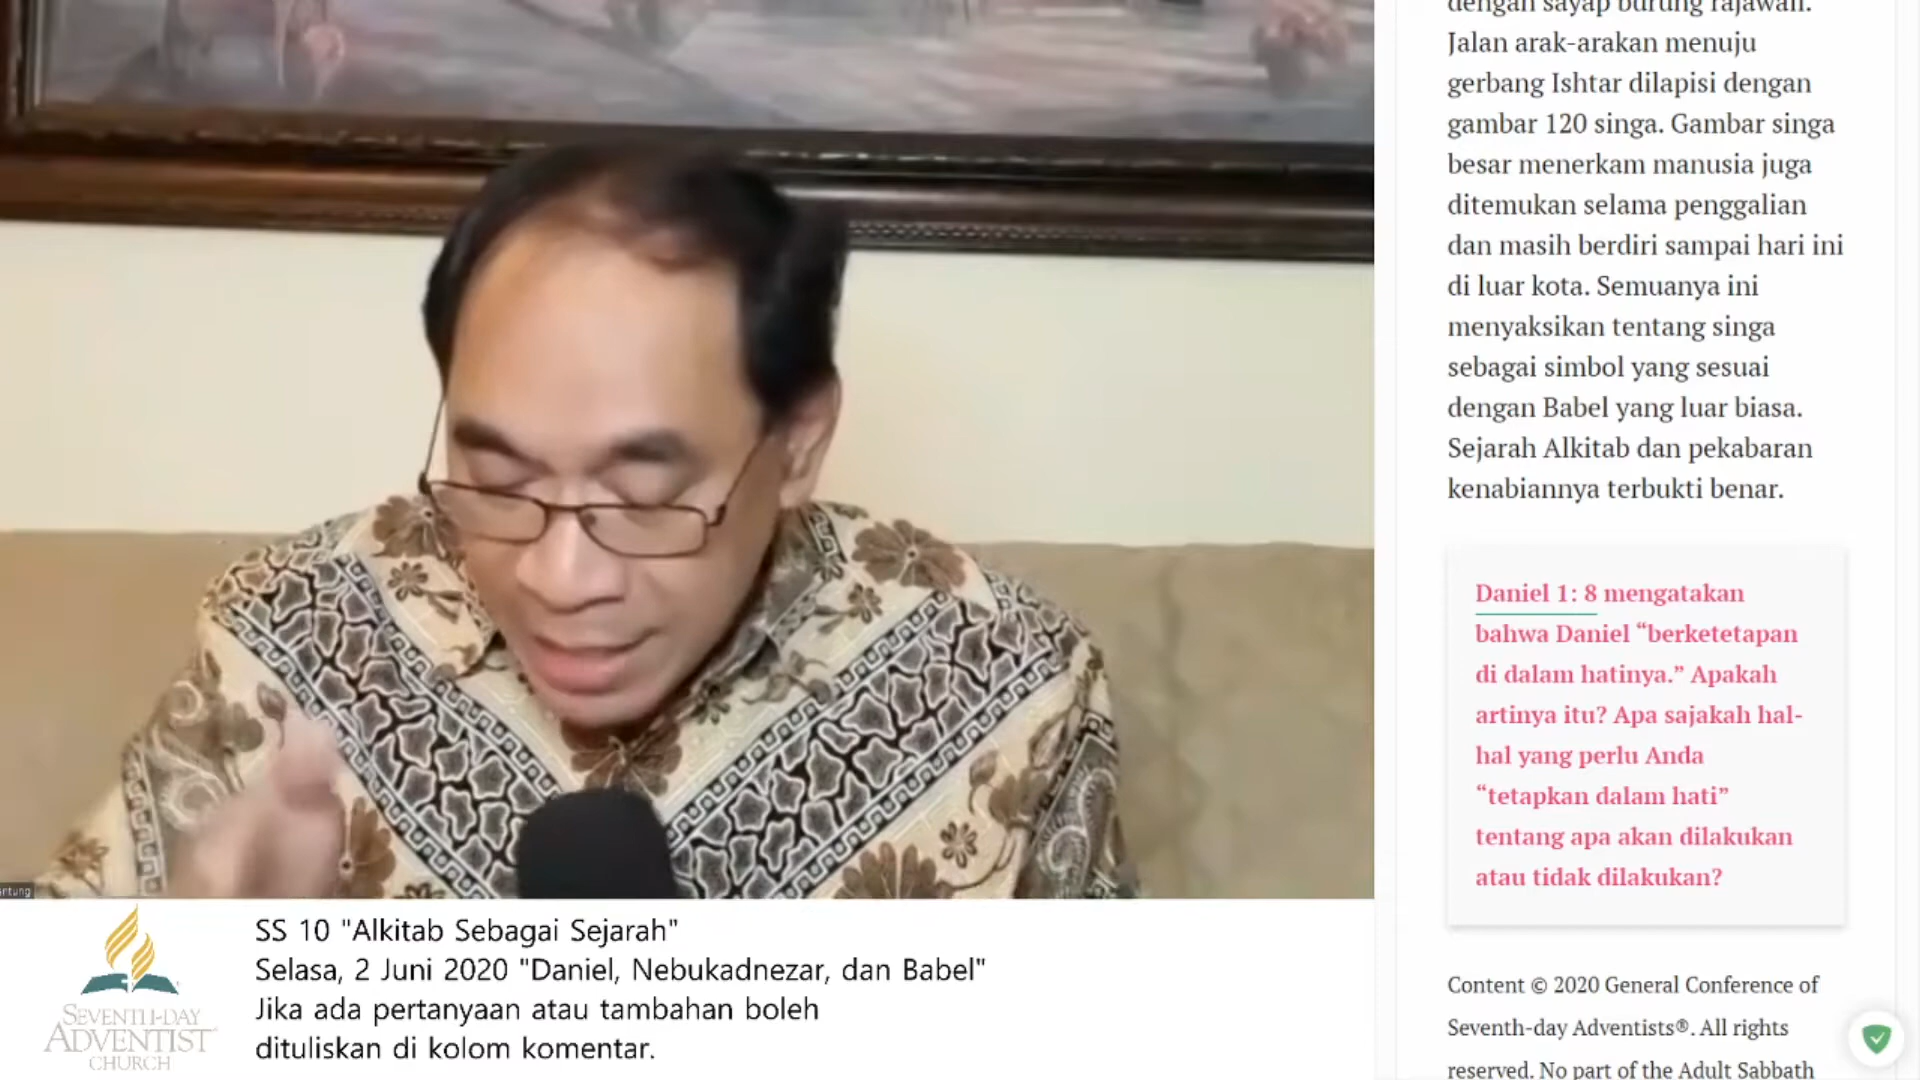 dengan sayap burung rajawali.
Jalan arak-arakan menuju
gerbang Ishtar dilapisi dengan
gambar 120 singa. Gambar singa
besar menerkam manusia juga
ditemukan selama penggalian
dan masih berdiri sampai hari ini
di luar kota. Semuanya ini
menyaksikan tentang singa
sebagai simbol yang sesuai
dengan Babel yang luar biasa.
Sejarah Alkitab dan pekabaran
kenabiannya terbukti benar.
Daniel 1: 8 mengatakan
bahwa Daniel “berketetapan
di dalam hatinya.” Apakah
artinya itu? Apa sajakah hal-
hal yang perlu Anda
“tetapkan dalam hati”
tentang apa akan dilakukan
atau tidak dilakukan?
Content © 2020 General Conference of
Seventh-day Adventists®. All rights
reserved. No part of the Adult Sabbath
SEVENTH-DAY
ADVENTIST
CHURCH
SS 10 "Alkitab Sebagai Sejarah"
Selasa, 2 Juni 2020 "Daniel, Nebukadnezar, dan Babel"
Jika ada pertanyaan atau tambahan boleh
dituliskan di kolom komentar.